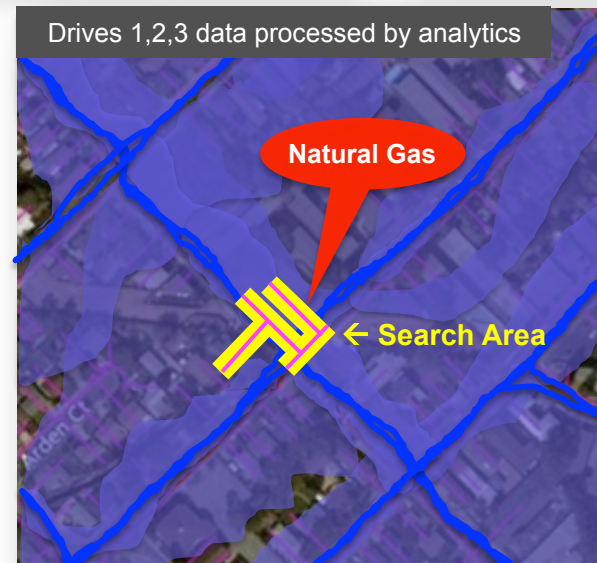 Drives 1,2,3 data processed by analytics
Natural Gas
← Search Area
Arden Ct